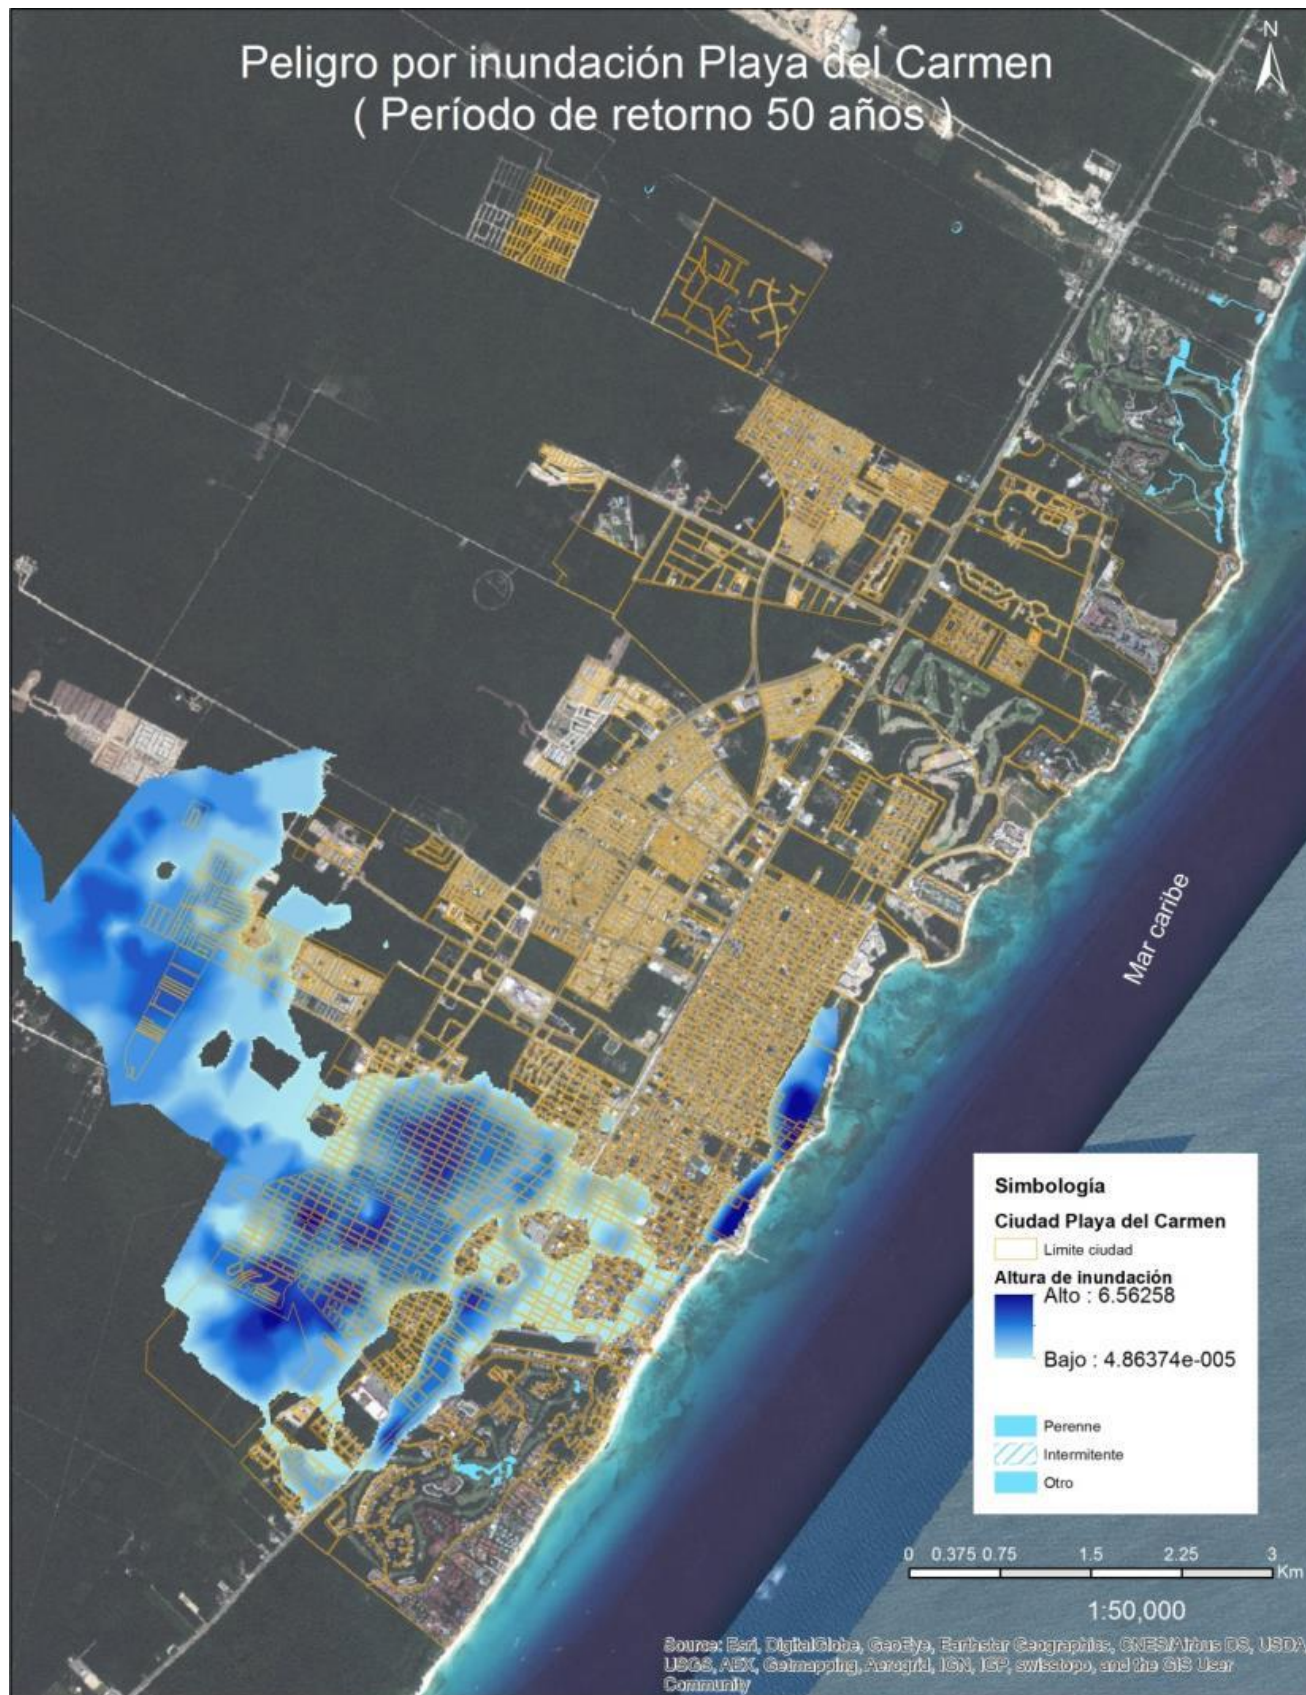 Peligro por inundación Playa del Carmen
( Período de retorno 50 años )
N
Mar caribe
Simbología
Ciudad Playa del Carmen
Limite ciudad
Altura de inundación
Alto : 6.56258
Bajo : 4.86374e-005
Perenne
Intermitente
Otro
0 0.375 0.75 1.5 2.25 3
Km
1:50,000
Source: Esri, DigitalGlobe, GeoEye, Earthstar Geographics, CNES/Airbus DS, USDA,
USGS, AEX, Getmapping, Aerogrid, IGN, IGP, swisstopo, and the GIS User
Community